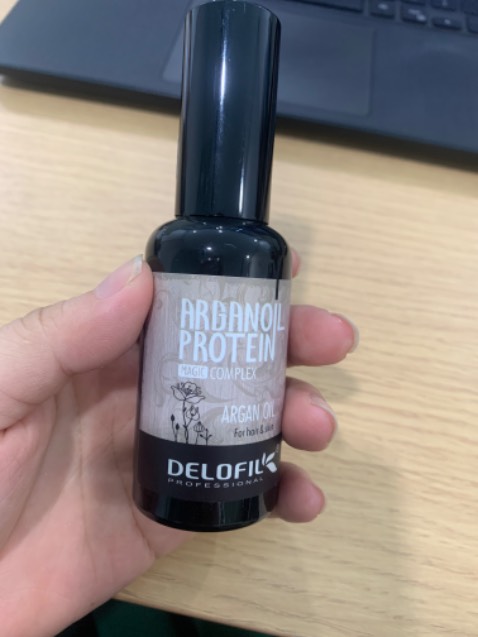 ARGANOIL
PROTEIN
MAGIC COMPLEX
ARGAN OIL
For hair & skin
DELOFIL
PROFESSIONAL